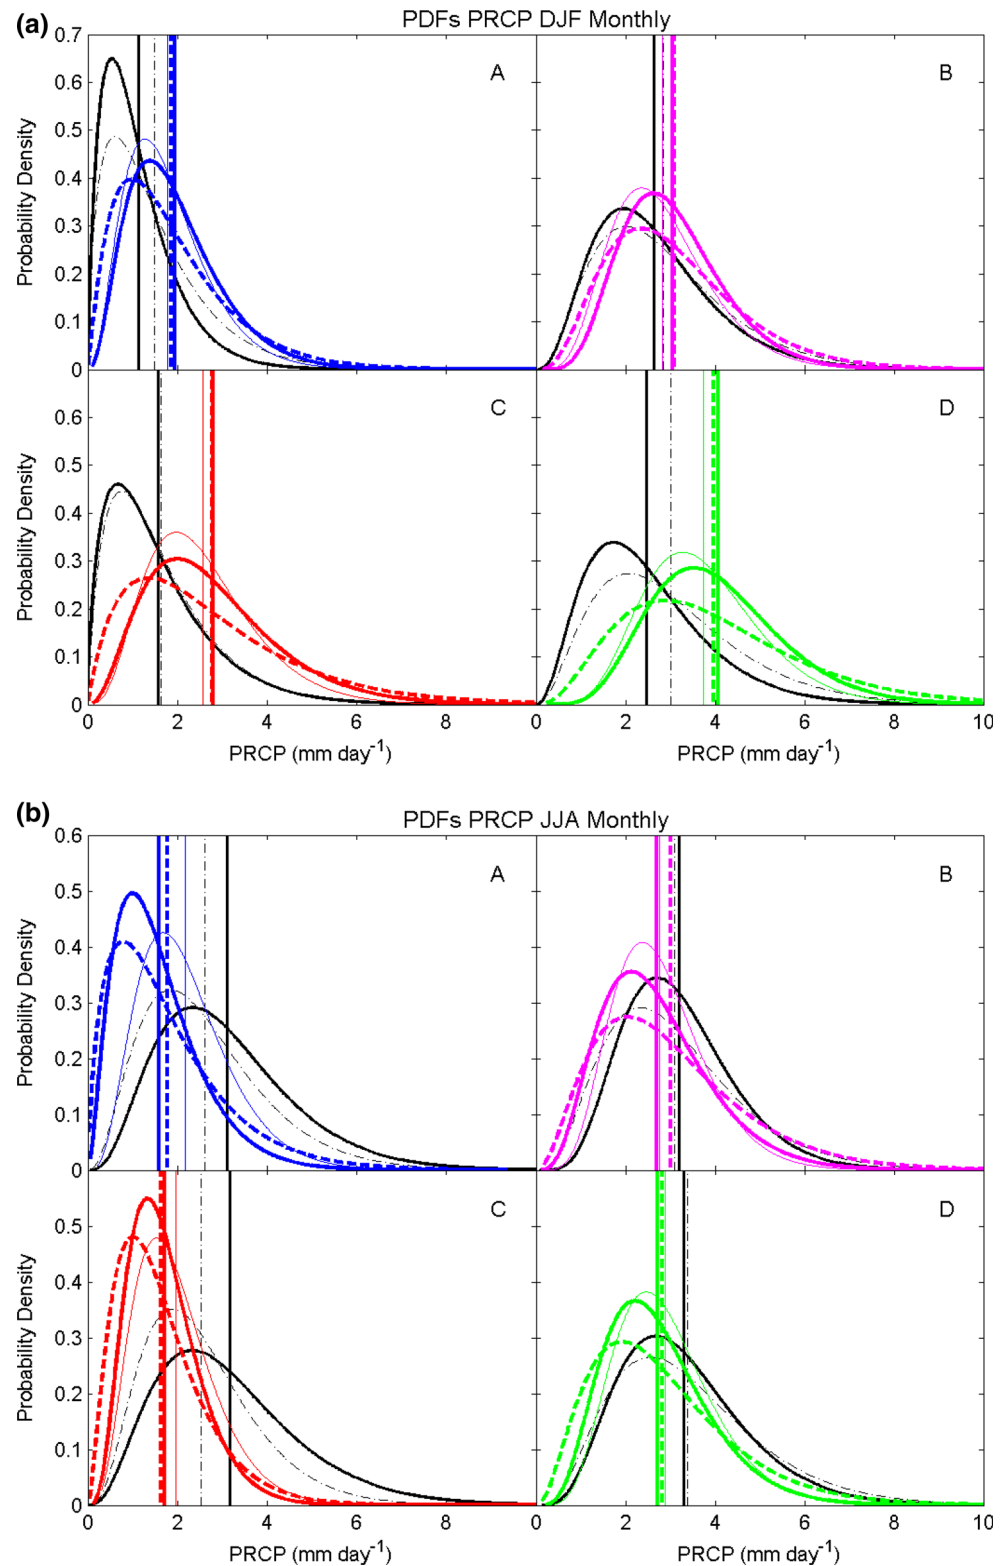 (a)
PDFs PRCP DJF Monthly
0.7
0.6
0.5
0.4
0.3
0.2
0.1
0
Probability Density
A
B
0.6
0.5
0.4
0.3
0.2
0.1
0
Probability Density
C
D
0 2 4 6 8 0 2 4 6 8 10
PRCP (mm day⁻¹) PRCP (mm day⁻¹)
(b)
PDFs PRCP JJA Monthly
0.6
0.5
0.4
0.3
0.2
0.1
0
Probability Density
A
B
0.5
0.4
0.3
0.2
0.1
0
Probability Density
C
D
0 2 4 6 8 0 2 4 6 8 10
PRCP (mm day⁻¹) PRCP (mm day⁻¹)